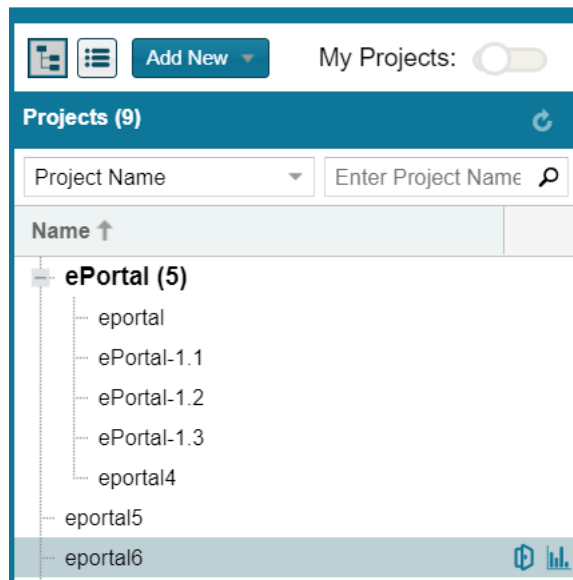 Add New My Projects:
Projects (9)
Project Name Enter Project Name
Name
ePortal (5)
eportal
ePortal-1.1
ePortal-1.2
ePortal-1.3
eportal4
eportal5
eportal6